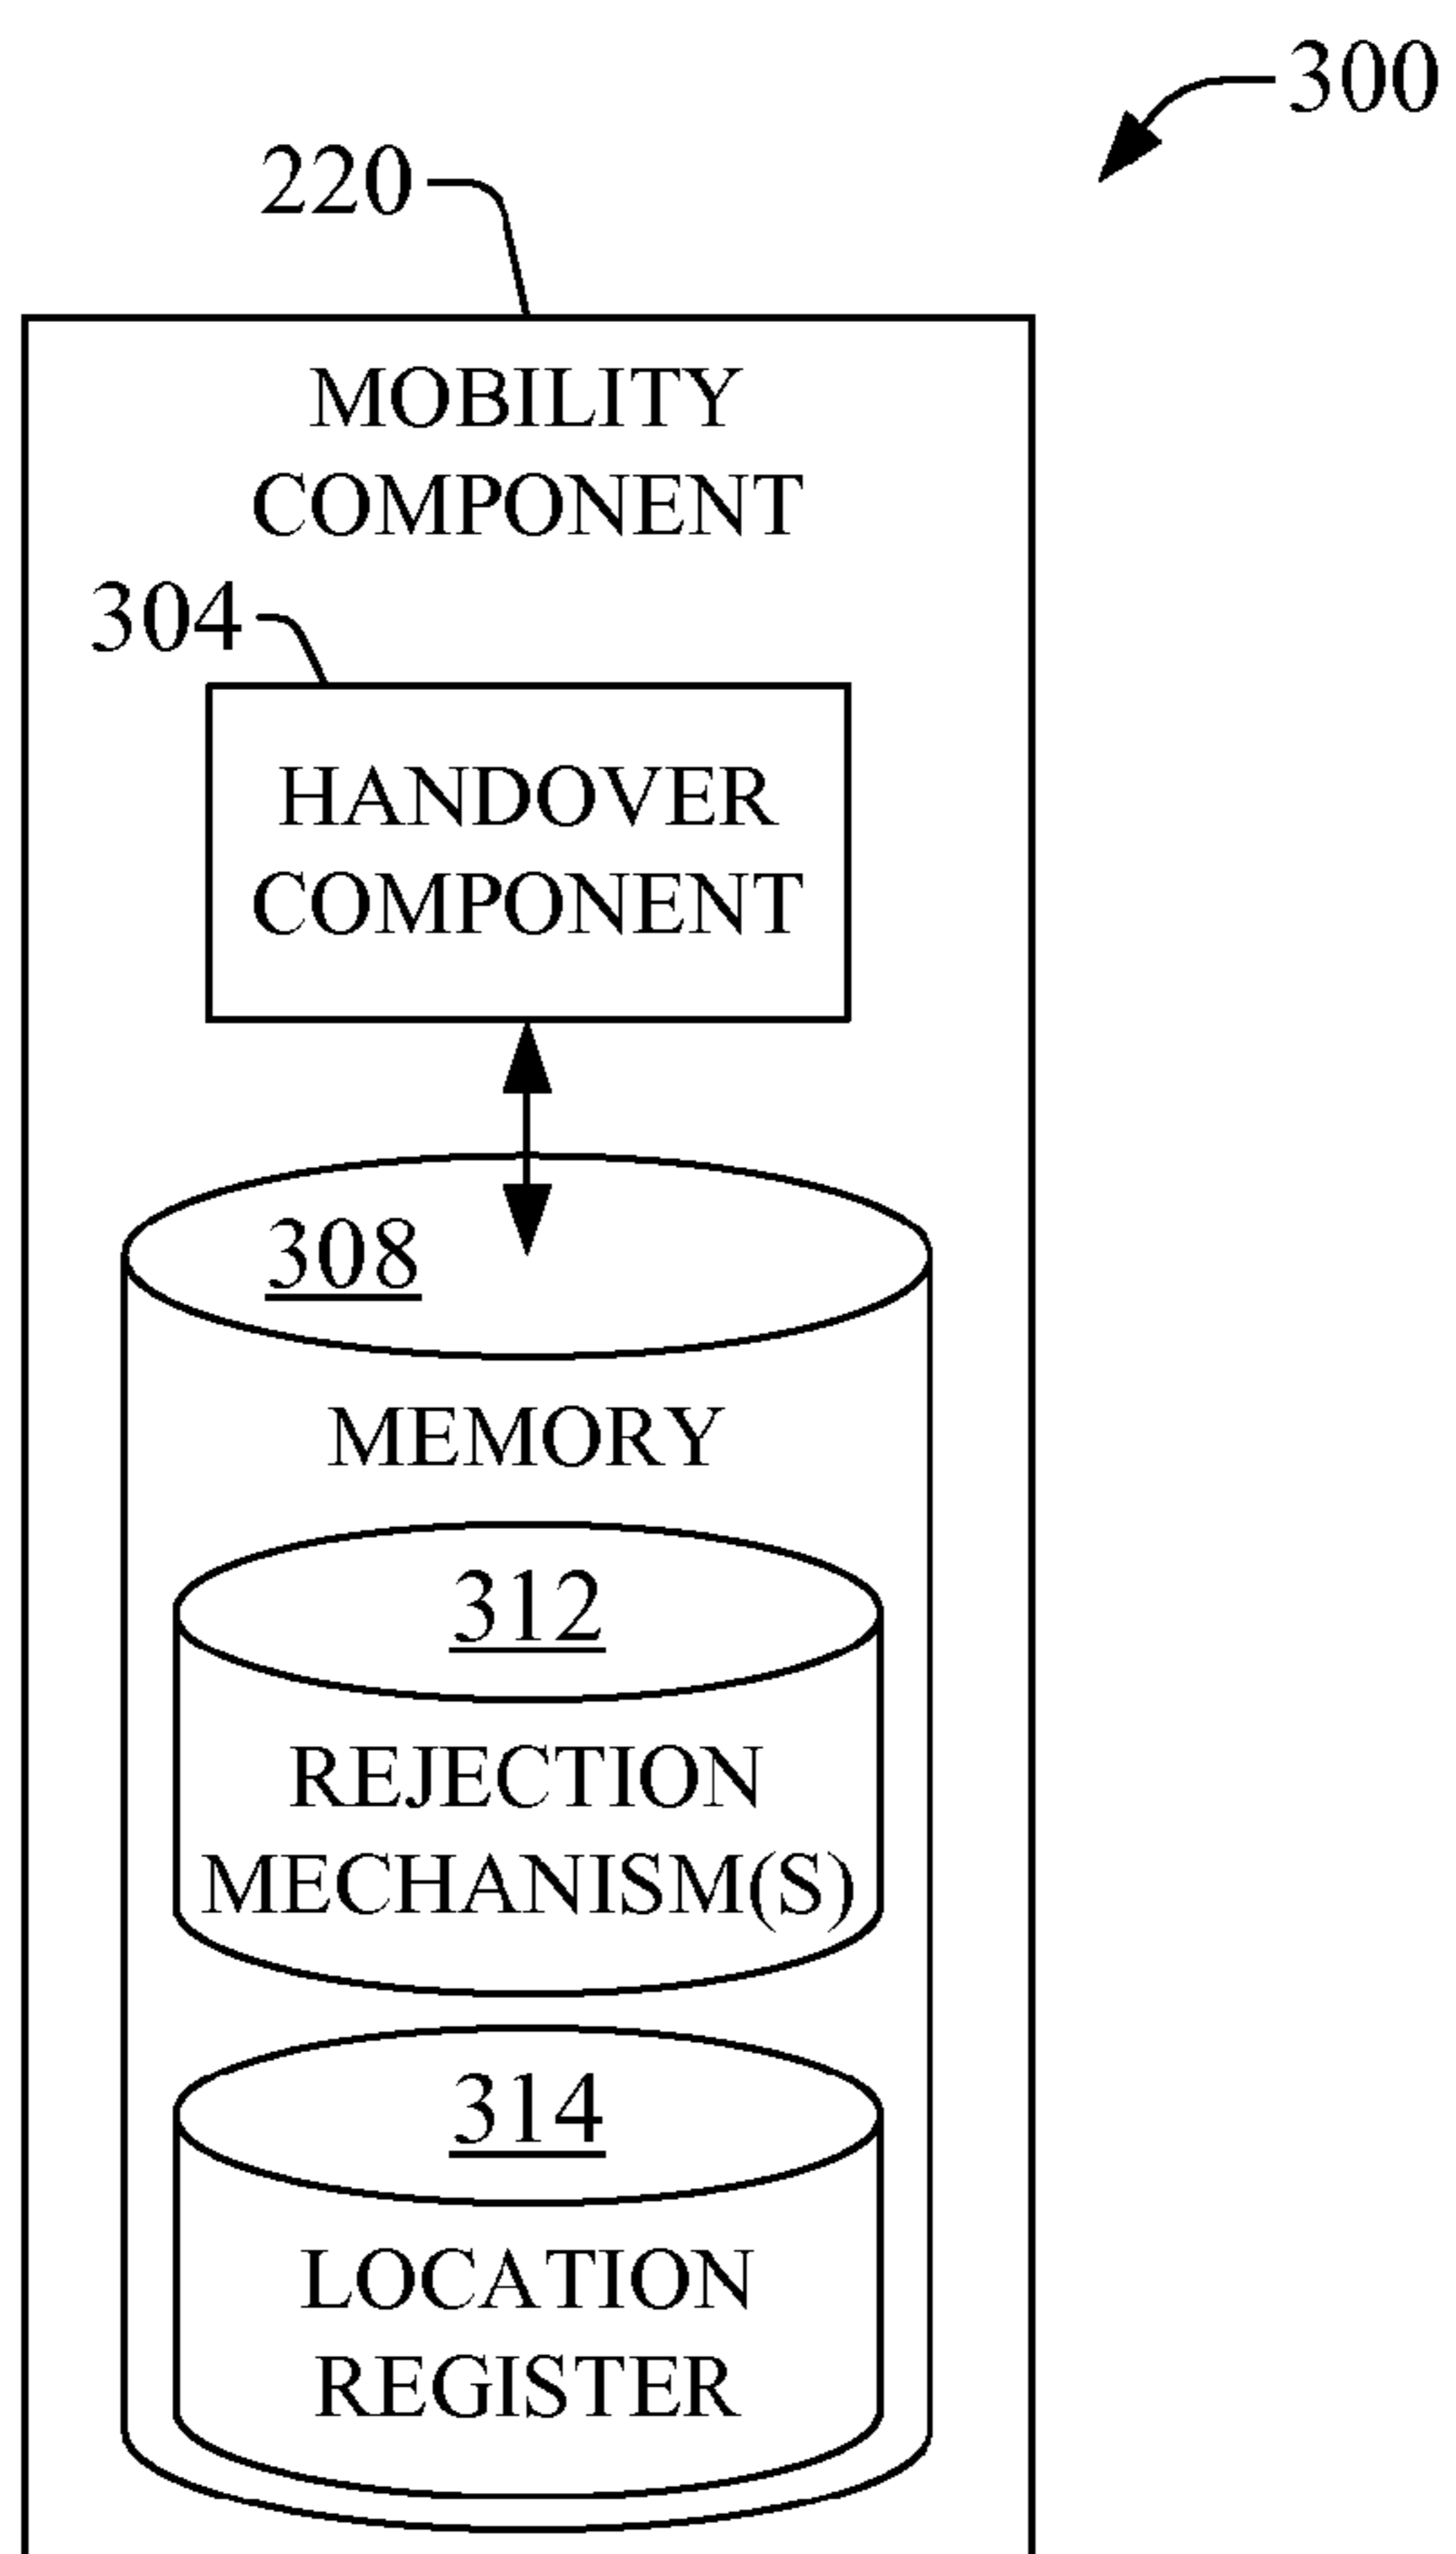 300
220
MOBILITY
COMPONENT
304
HANDOVER
COMPONENT
308
MEMORY
312
REJECTION
MECHANISM(S)
314
LOCATION
REGISTER